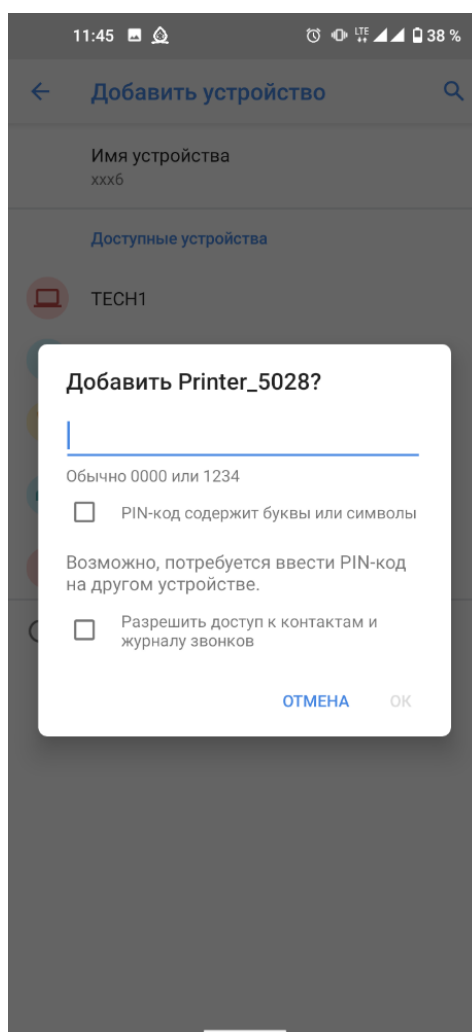 11:45 LTE 38 %
Добавить устройство
Имя устройства
xxx6
Доступные устройства
TECH1
Добавить Printer_5028?
Обычно 0000 или 1234
PIN-код содержит буквы или символы
Возможно, потребуется ввести PIN-код
на другом устройстве.
Разрешить доступ к контактам и
журналу звонков
ОТМЕНА ОК